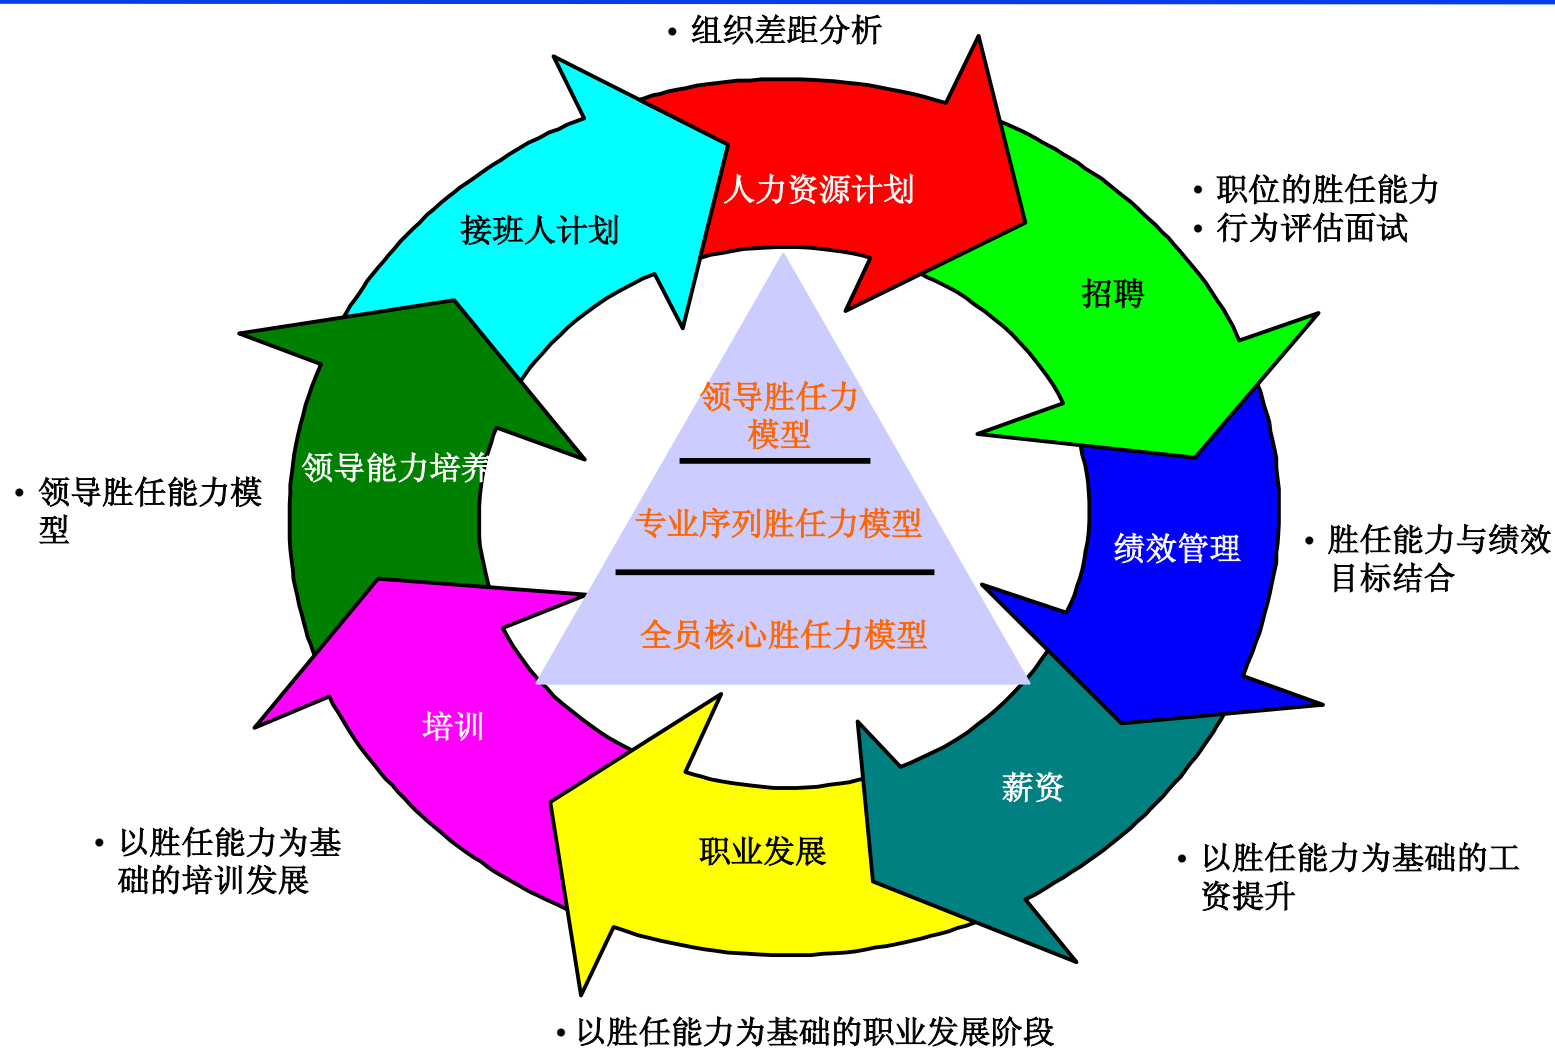 • 组织差距分析
人力资源计划
• 职位的胜任能力
• 行为评估面试
接班人计划
招聘
领导胜任力
模型
领导能力培养
• 领导胜任能力模
型
专业序列胜任力模型
绩效管理
• 胜任能力与绩效
目标结合
全员核心胜任力模型
培训
薪资
• 以胜任能力为基
础的培训发展
职业发展
• 以胜任能力为基础的工
资提升
• 以胜任能力为基础的职业发展阶段